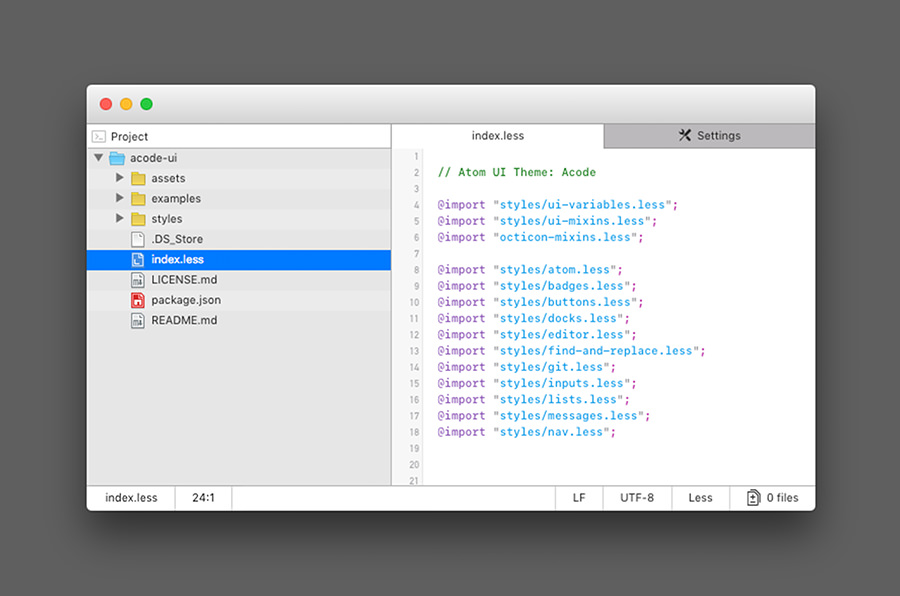 Project
acode-ui
assets
examples
styles
.DS_Store
index.less
LICENSE.md
package.json
README.md
index.less
Settings
1
2 // Atom UI Theme: Acode
3
4 @import "styles/ui-variables.less";
5 @import "styles/ui-mixins.less";
6 @import "octicon-mixins.less";
7
8 @import "styles/atom.less";
9 @import "styles/badges.less";
10 @import "styles/buttons.less";
11 @import "styles/docks.less";
12 @import "styles/editor.less";
13 @import "styles/find-and-replace.less";
14 @import "styles/git.less";
15 @import "styles/inputs.less";
16 @import "styles/lists.less";
17 @import "styles/messages.less";
18 @import "styles/nav.less";
19
20
21
index.less 24:1 LF UTF-8 Less 0 files